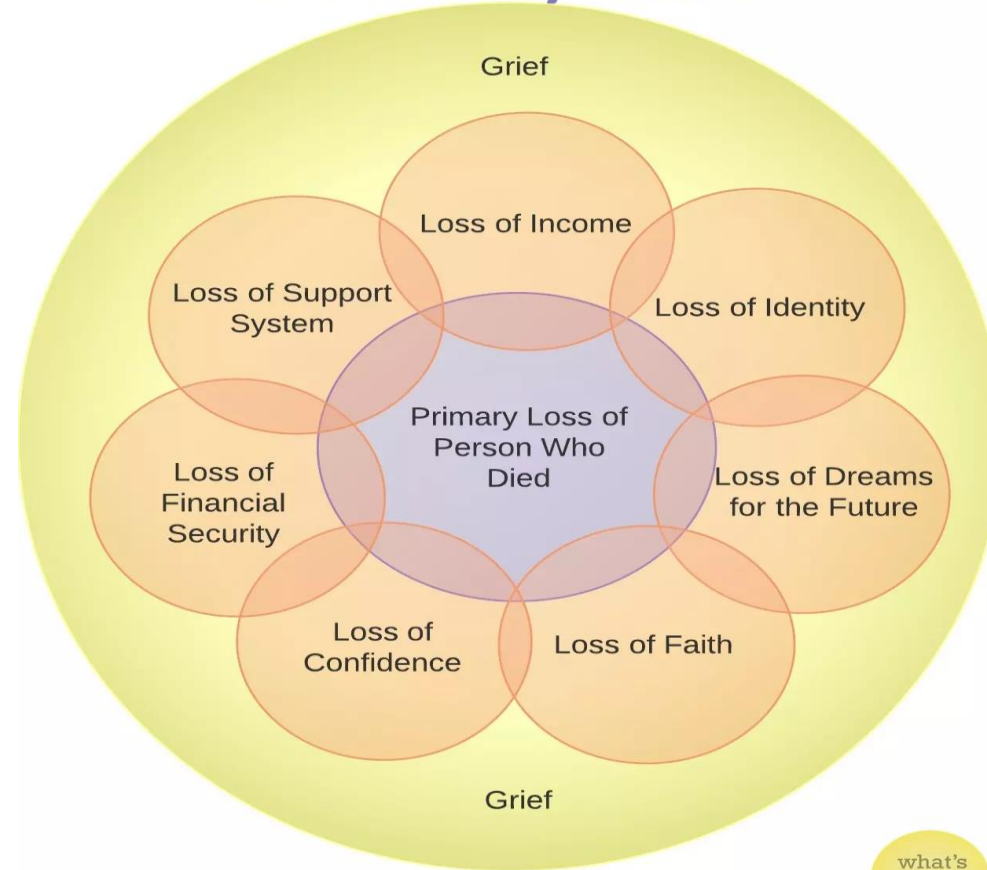 Grief
Loss of Income
Loss of Support
System
Loss of Identity
Primary Loss of
Person Who
Died
Loss of
Financial
Security
Loss of Dreams
for the Future
Loss of
Confidence
Loss of Faith
Grief
what's